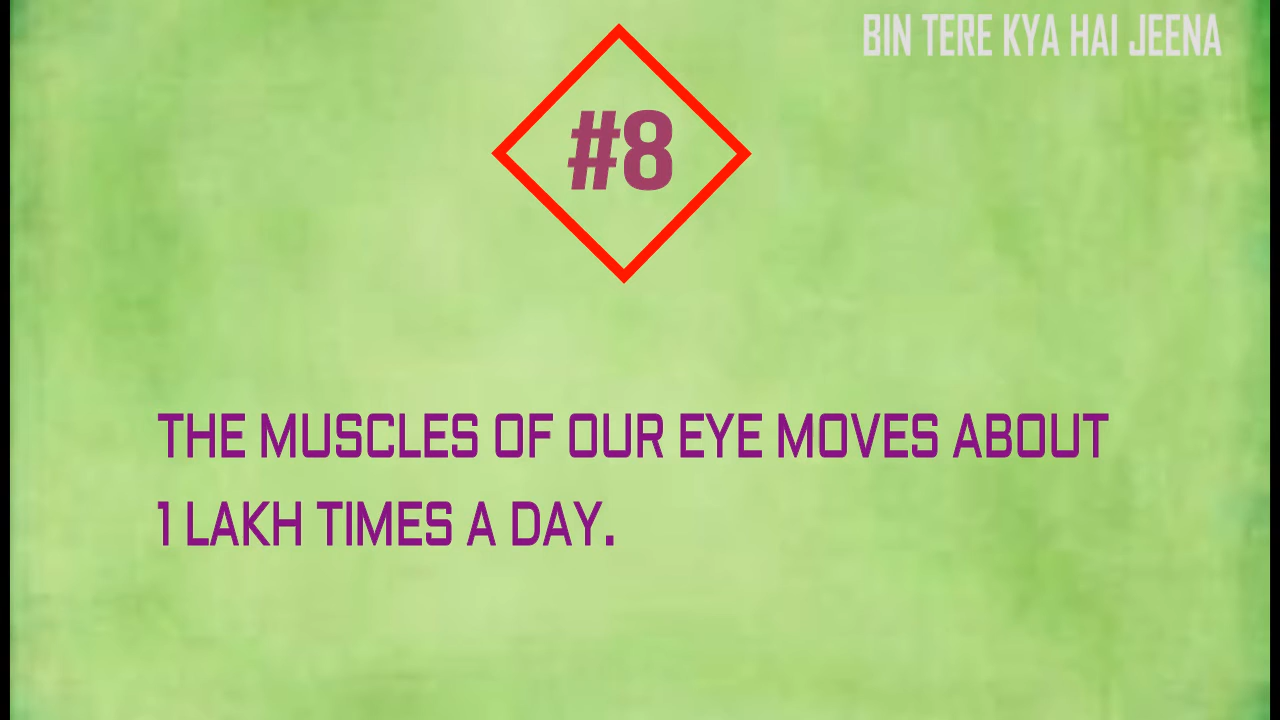 BIN TERE KYA HAI JEENA
#8
THE MUSCLES OF OUR EYE MOVES ABOUT
1 LAKH TIMES A DAY.